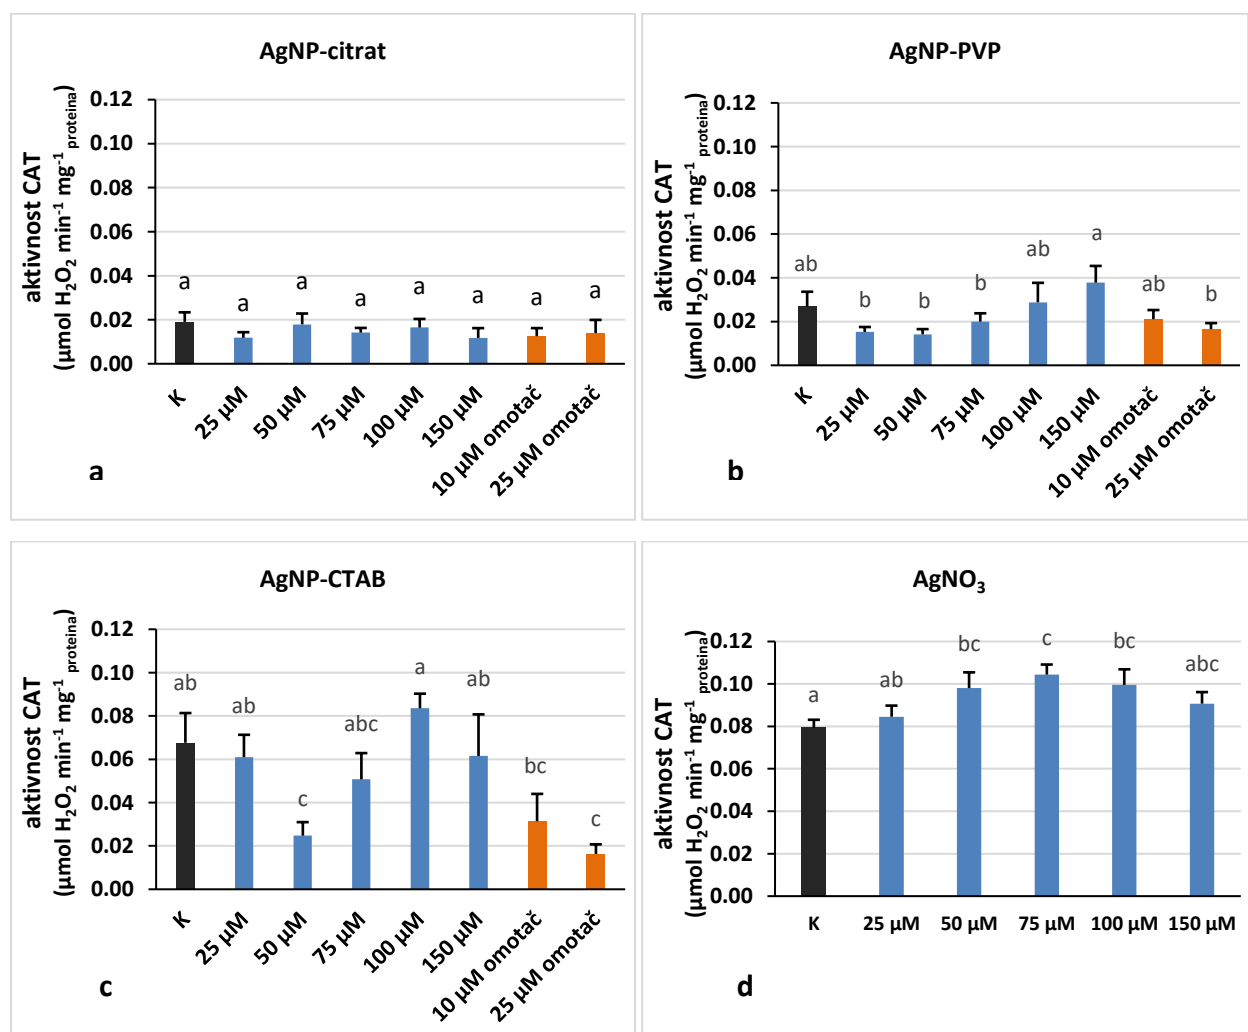 AgNP-citrat
aktivnost CAT
(µmol H₂O₂ min⁻¹ mg⁻¹ proteina)
0.12
0.10
0.08
0.06
0.04
0.02
0.00
a a a a a a a a
K 25 µM 50 µM 75 µM 100 µM 150 µM 10 µM omotač 25 µM omotač
a
AgNP-PVP
aktivnost CAT
(µmol H₂O₂ min⁻¹ mg⁻¹ proteina)
0.12
0.10
0.08
0.06
0.04
0.02
0.00
ab b b b ab a ab b
K 25 µM 50 µM 75 µM 100 µM 150 µM 10 µM omotač 25 µM omotač
b
AgNP-CTAB
aktivnost CAT
(µmol H₂O₂ min⁻¹ mg⁻¹ proteina)
0.12
0.10
0.08
0.06
0.04
0.02
0.00
ab ab c abc a ab bc c
K 25 µM 50 µM 75 µM 100 µM 150 µM 10 µM omotač 25 µM omotač
c
AgNO₃
aktivnost CAT
(µmol H₂O₂ min⁻¹ mg⁻¹ proteina)
0.12
0.10
0.08
0.06
0.04
0.02
0.00
a ab bc c bc abc
K 25 µM 50 µM 75 µM 100 µM 150 µM
d